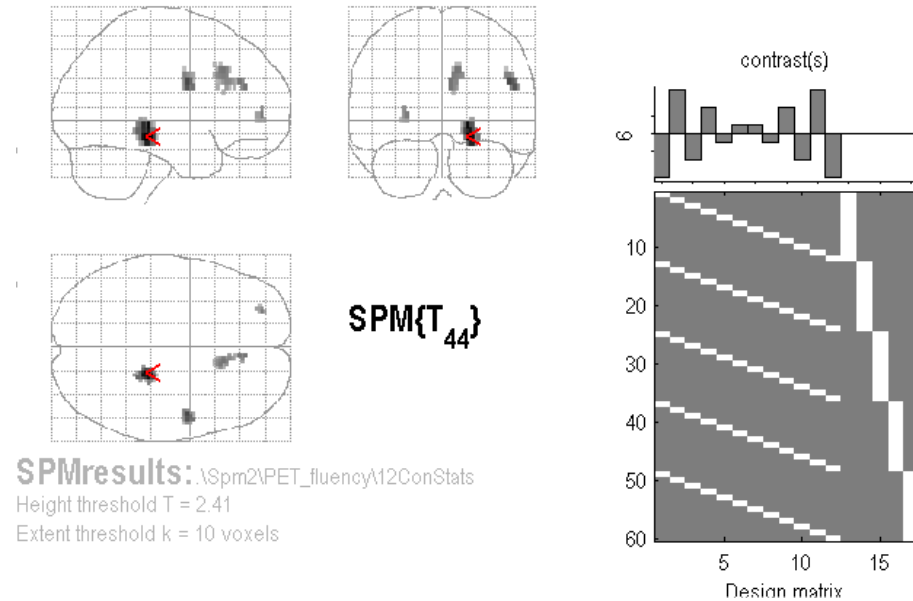 contrast(s)
6
SPM{T44}
SPMresults: .\Spm2\PET_fluency\12ConStats
Height threshold T = 2.41
Extent threshold k = 10 voxels
10
20
30
40
50
60
5 10 15
Design matrix